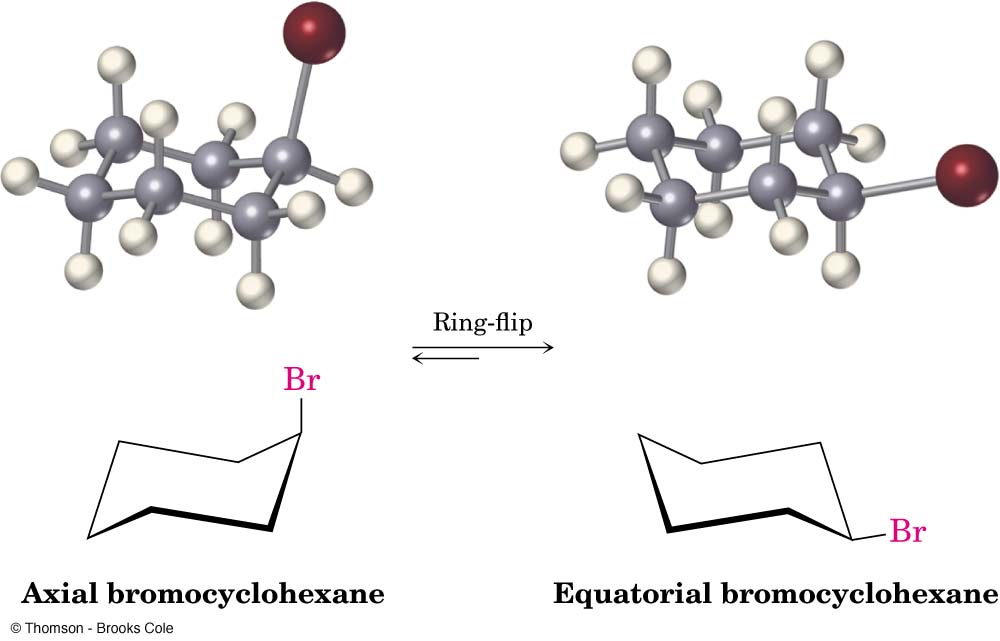 Ring-flip
Br
Br
Axial bromocyclohexane
Equatorial bromocyclohexane
© Thomson - Brooks Cole